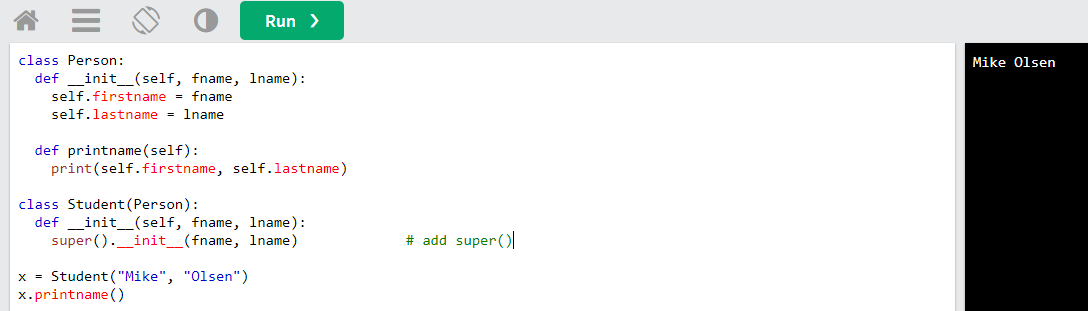 Run ❯
class Person:
  def __init__(self, fname, lname):
    self.firstname = fname
    self.lastname = lname

  def printname(self):
    print(self.firstname, self.lastname)

class Student(Person):
  def __init__(self, fname, lname):
    super().__init__(fname, lname)             # add super()

x = Student("Mike", "Olsen")
x.printname()
Mike Olsen